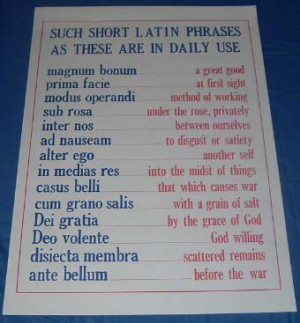 SUCH SHORT LATIN PHRASES
AS THESE ARE IN DAILY USE
magnum bonum a great good
prima facie at first sight
modus operandi method of working
sub rosa under the rose, privately
inter nos between ourselves
ad nauseam to disgust or satiety
alter ego another self
in medias res into the midst of things
casus belli that which causes war
cum grano salis with a grain of salt
Dei gratia by the grace of God
Deo volente God willing
disiecta membra scattered remains
ante bellum before the war